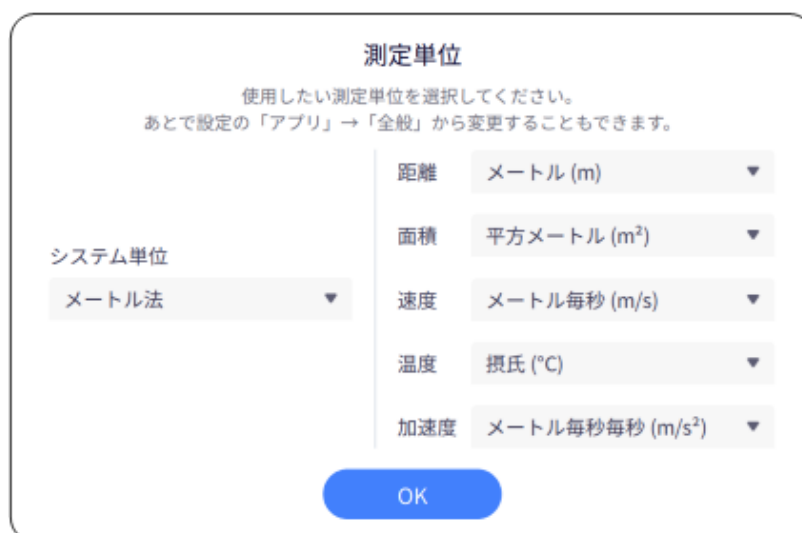 測定単位
使用したい測定単位を選択してください。
あとで設定の「アプリ」→「全般」から変更することもできます。
システム単位
メートル法
距離 メートル (m)
面積 平方メートル (m²)
速度 メートル毎秒 (m/s)
温度 摂氏 (°C)
加速度 メートル毎秒毎秒 (m/s²)
OK